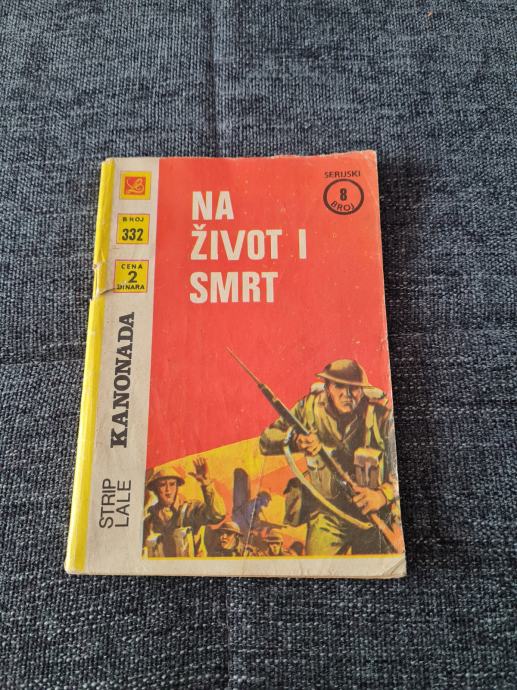 BROJ
332
CENA
2
DINARA
KANONADA
STRIP
LALE
NA
ŽIVOT I
SMRT
SERIJSKI
8
BROJ